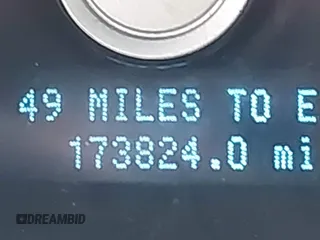 49 MILES TO E
173824.0 mi
DREAMBID